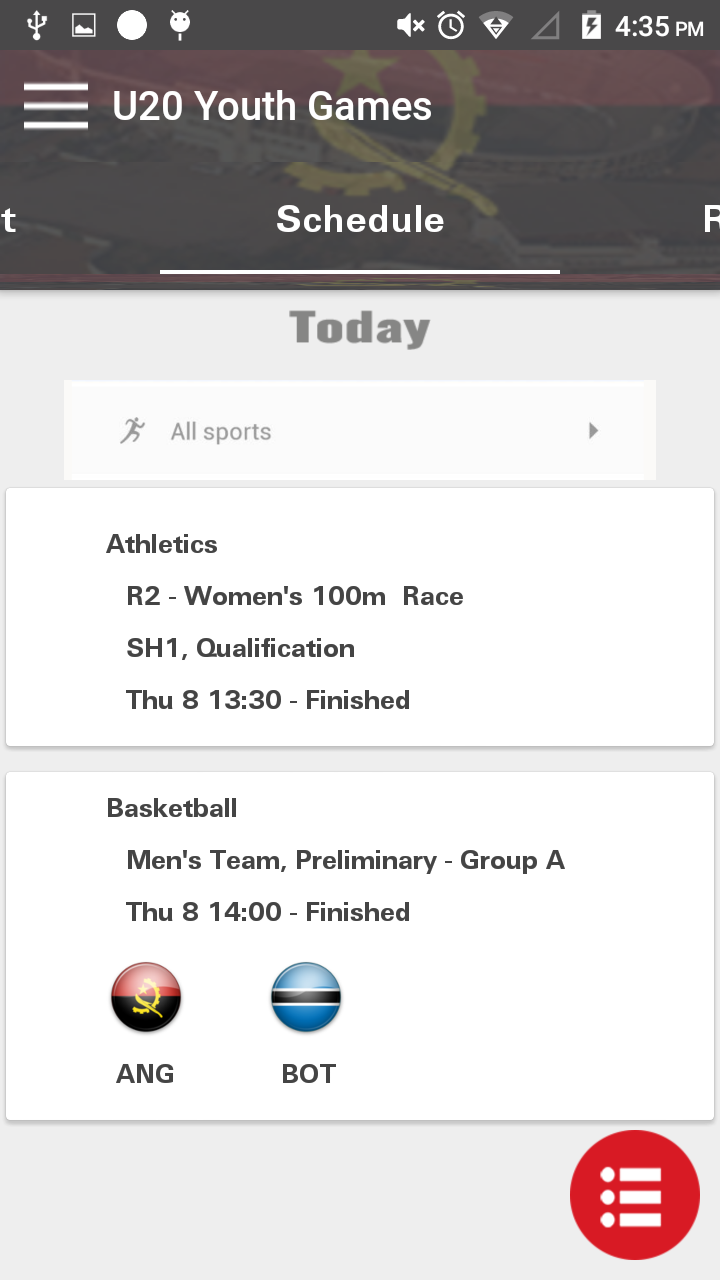 4:35 PM
U20 Youth Games
t Schedule R
Today
All sports
Athletics
R2 - Women's 100m  Race
SH1, Qualification
Thu 8 13:30 - Finished
Basketball
Men's Team, Preliminary - Group A
Thu 8 14:00 - Finished
ANG BOT